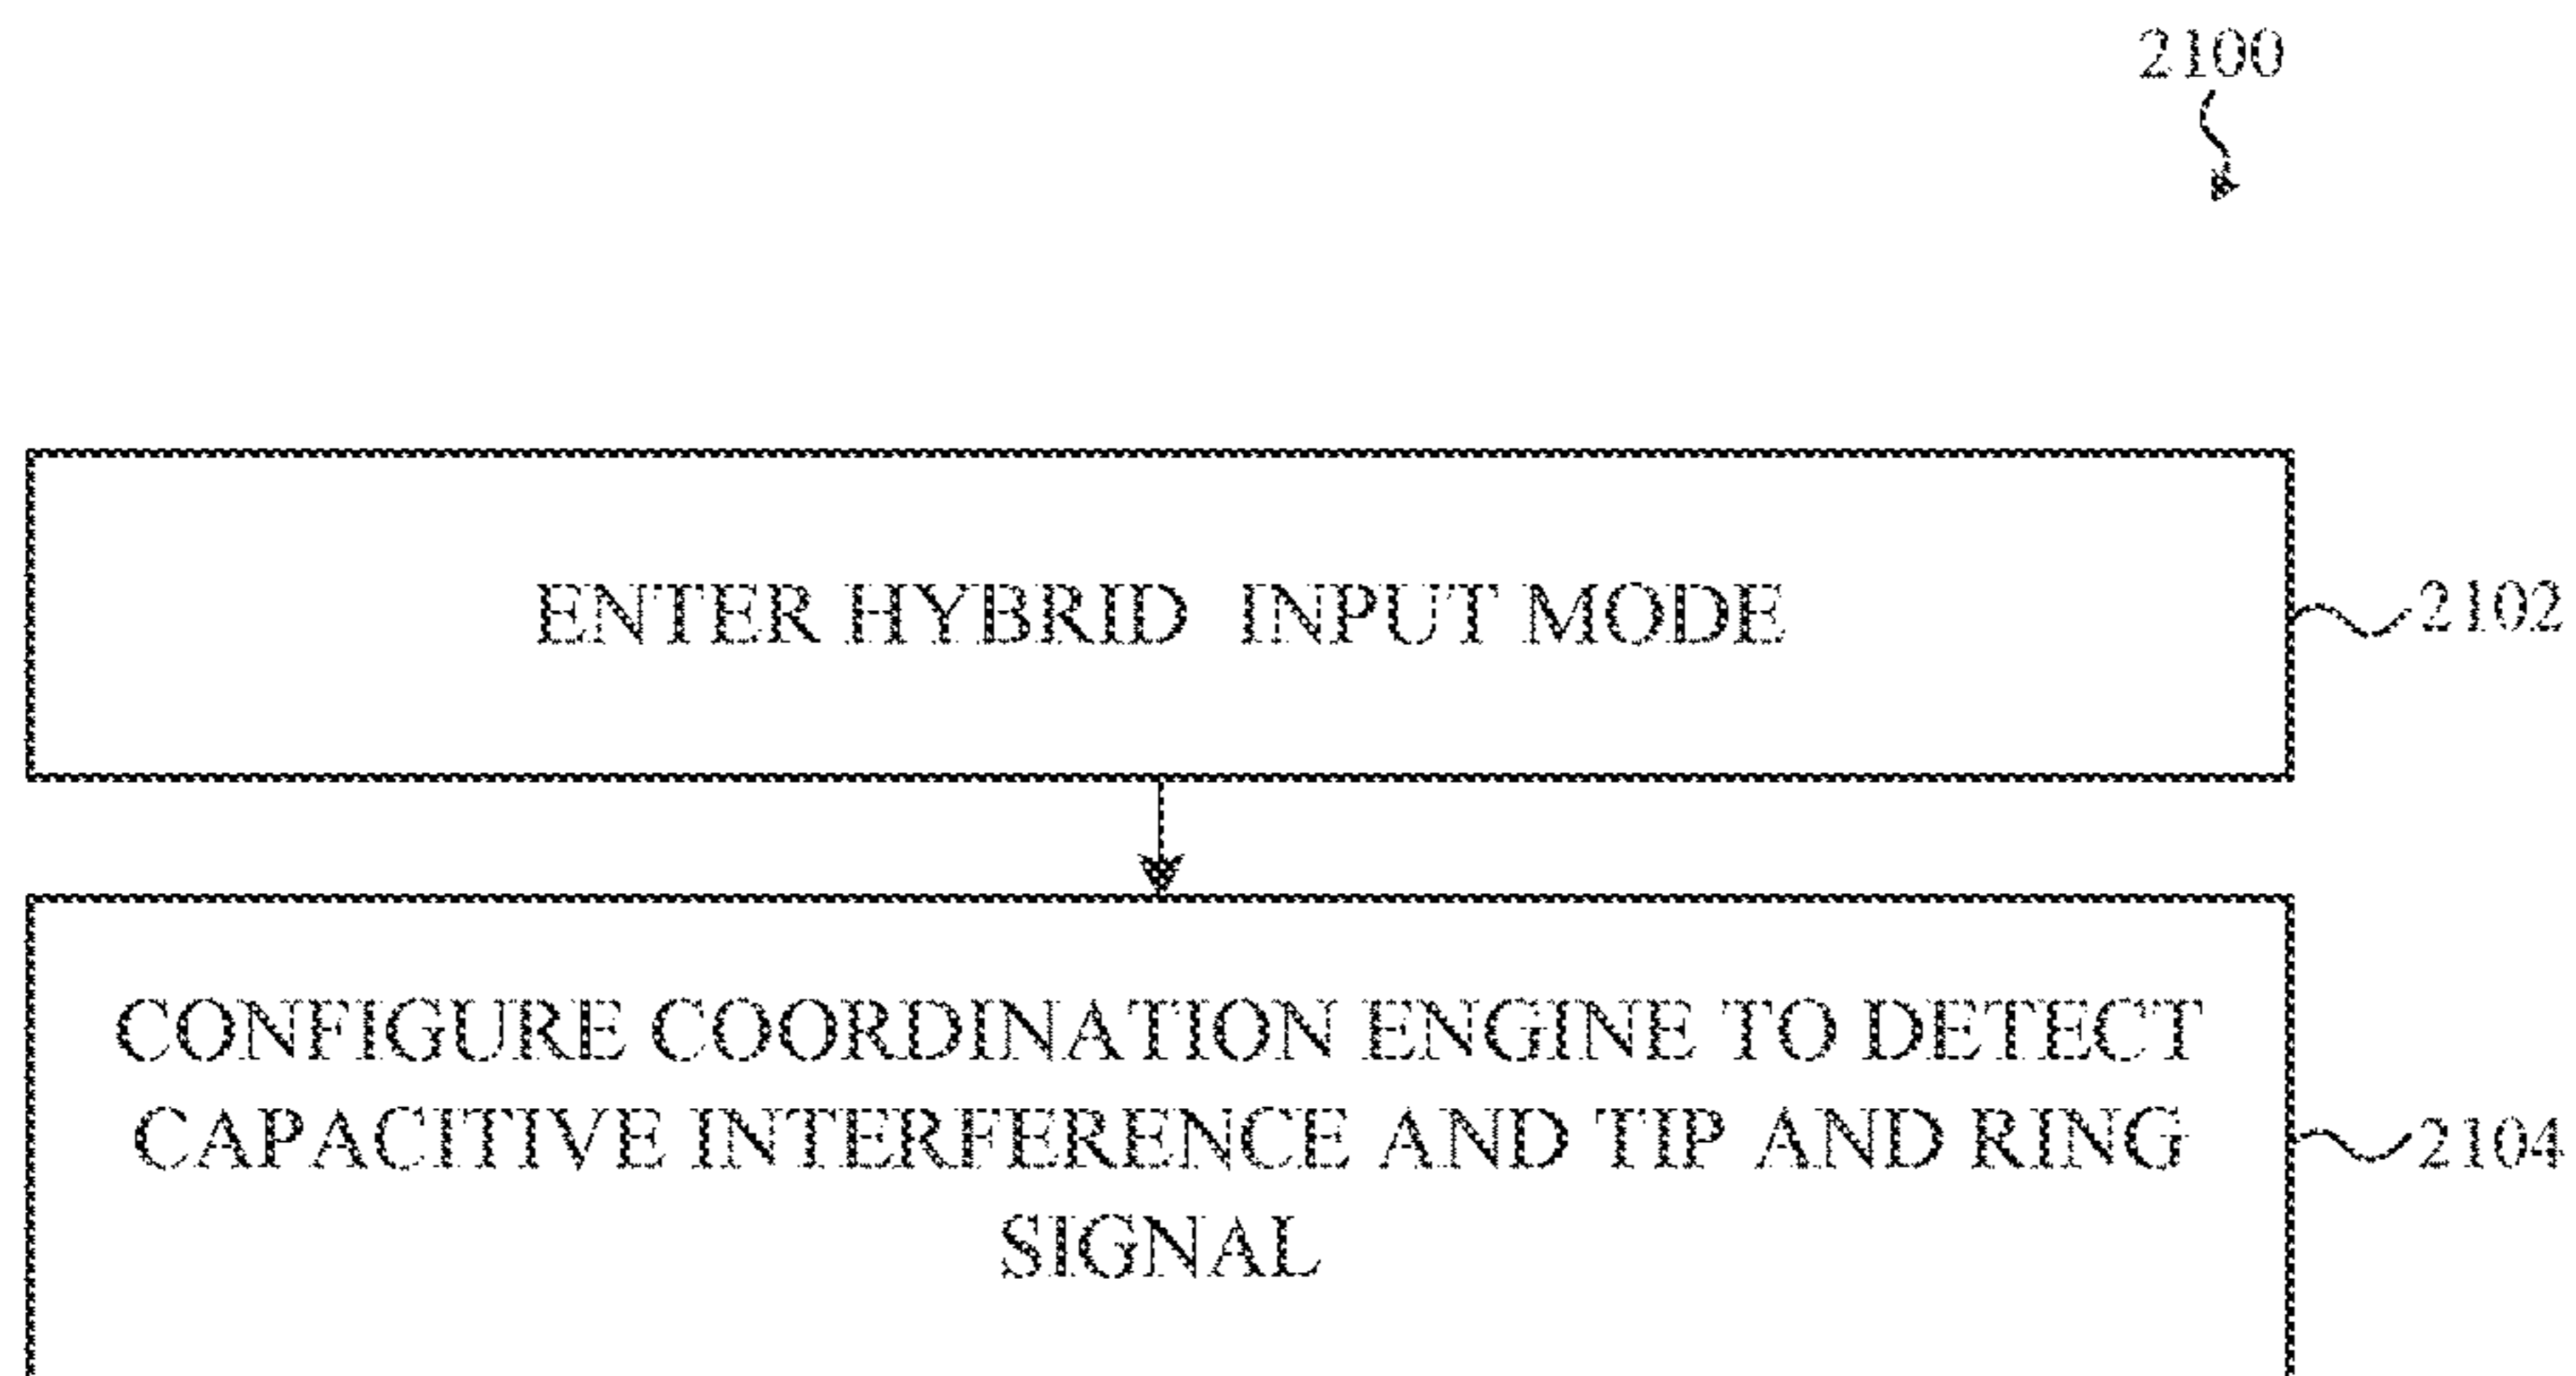 2100
ENTER HYBRID INPUT MODE
2102
CONFIGURE COORDINATION ENGINE TO DETECT
CAPACITIVE INTERFERENCE AND TIP AND RING
SIGNAL
2104